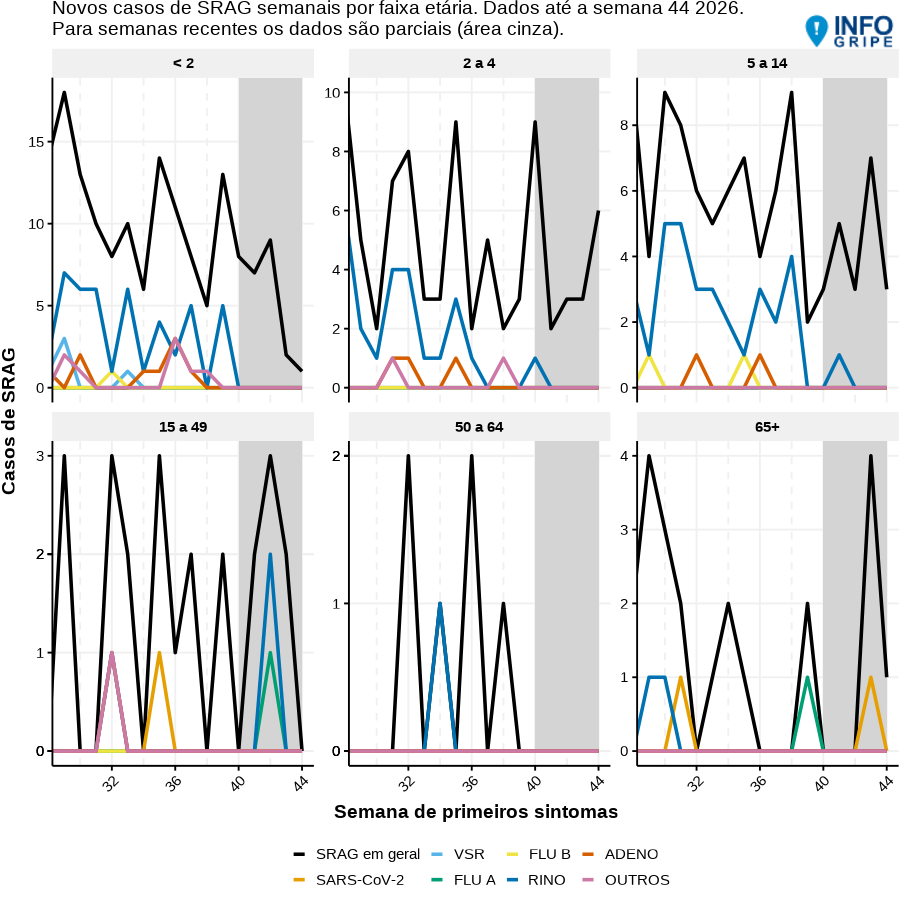 Novos casos de SRAG semanais por faixa etária. Dados até a semana 44 2026.
Para semanas recentes os dados são parciais (área cinza).
INFO
GRIPE
< 2
2 a 4
5 a 14
15
10
5
0
10
8
6
4
2
0
8
6
4
2
0
Casos de SRAG
15 a 49
50 a 64
65+
3
2
1
0
2
1
0
4
3
2
1
0
32
36
40
44
32
36
40
44
32
36
40
44
Semana de primeiros sintomas
SRAG em geral
VSR
FLU B
ADENO
SARS-CoV-2
FLU A
RINO
OUTROS